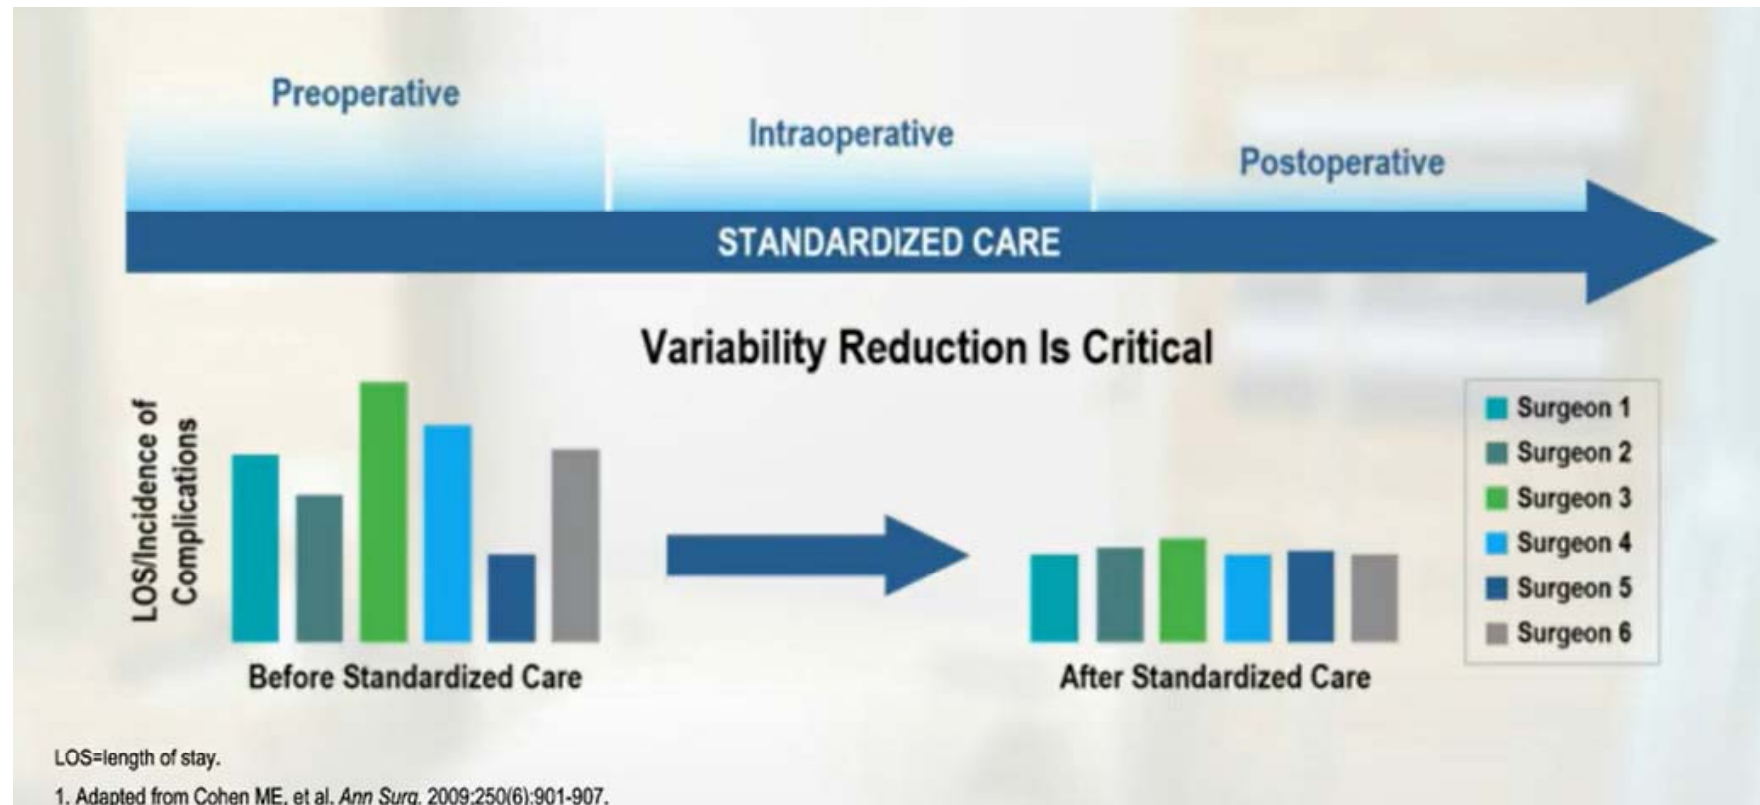 Preoperative
Intraoperative
Postoperative
STANDARDIZED CARE
Variability Reduction Is Critical
LOS/Incidence of
Complications
Before Standardized Care
After Standardized Care
Surgeon 1
Surgeon 2
Surgeon 3
Surgeon 4
Surgeon 5
Surgeon 6
LOS=length of stay.
1. Adapted from Cohen ME, et al. Ann Surg. 2009;250(6):901-907.